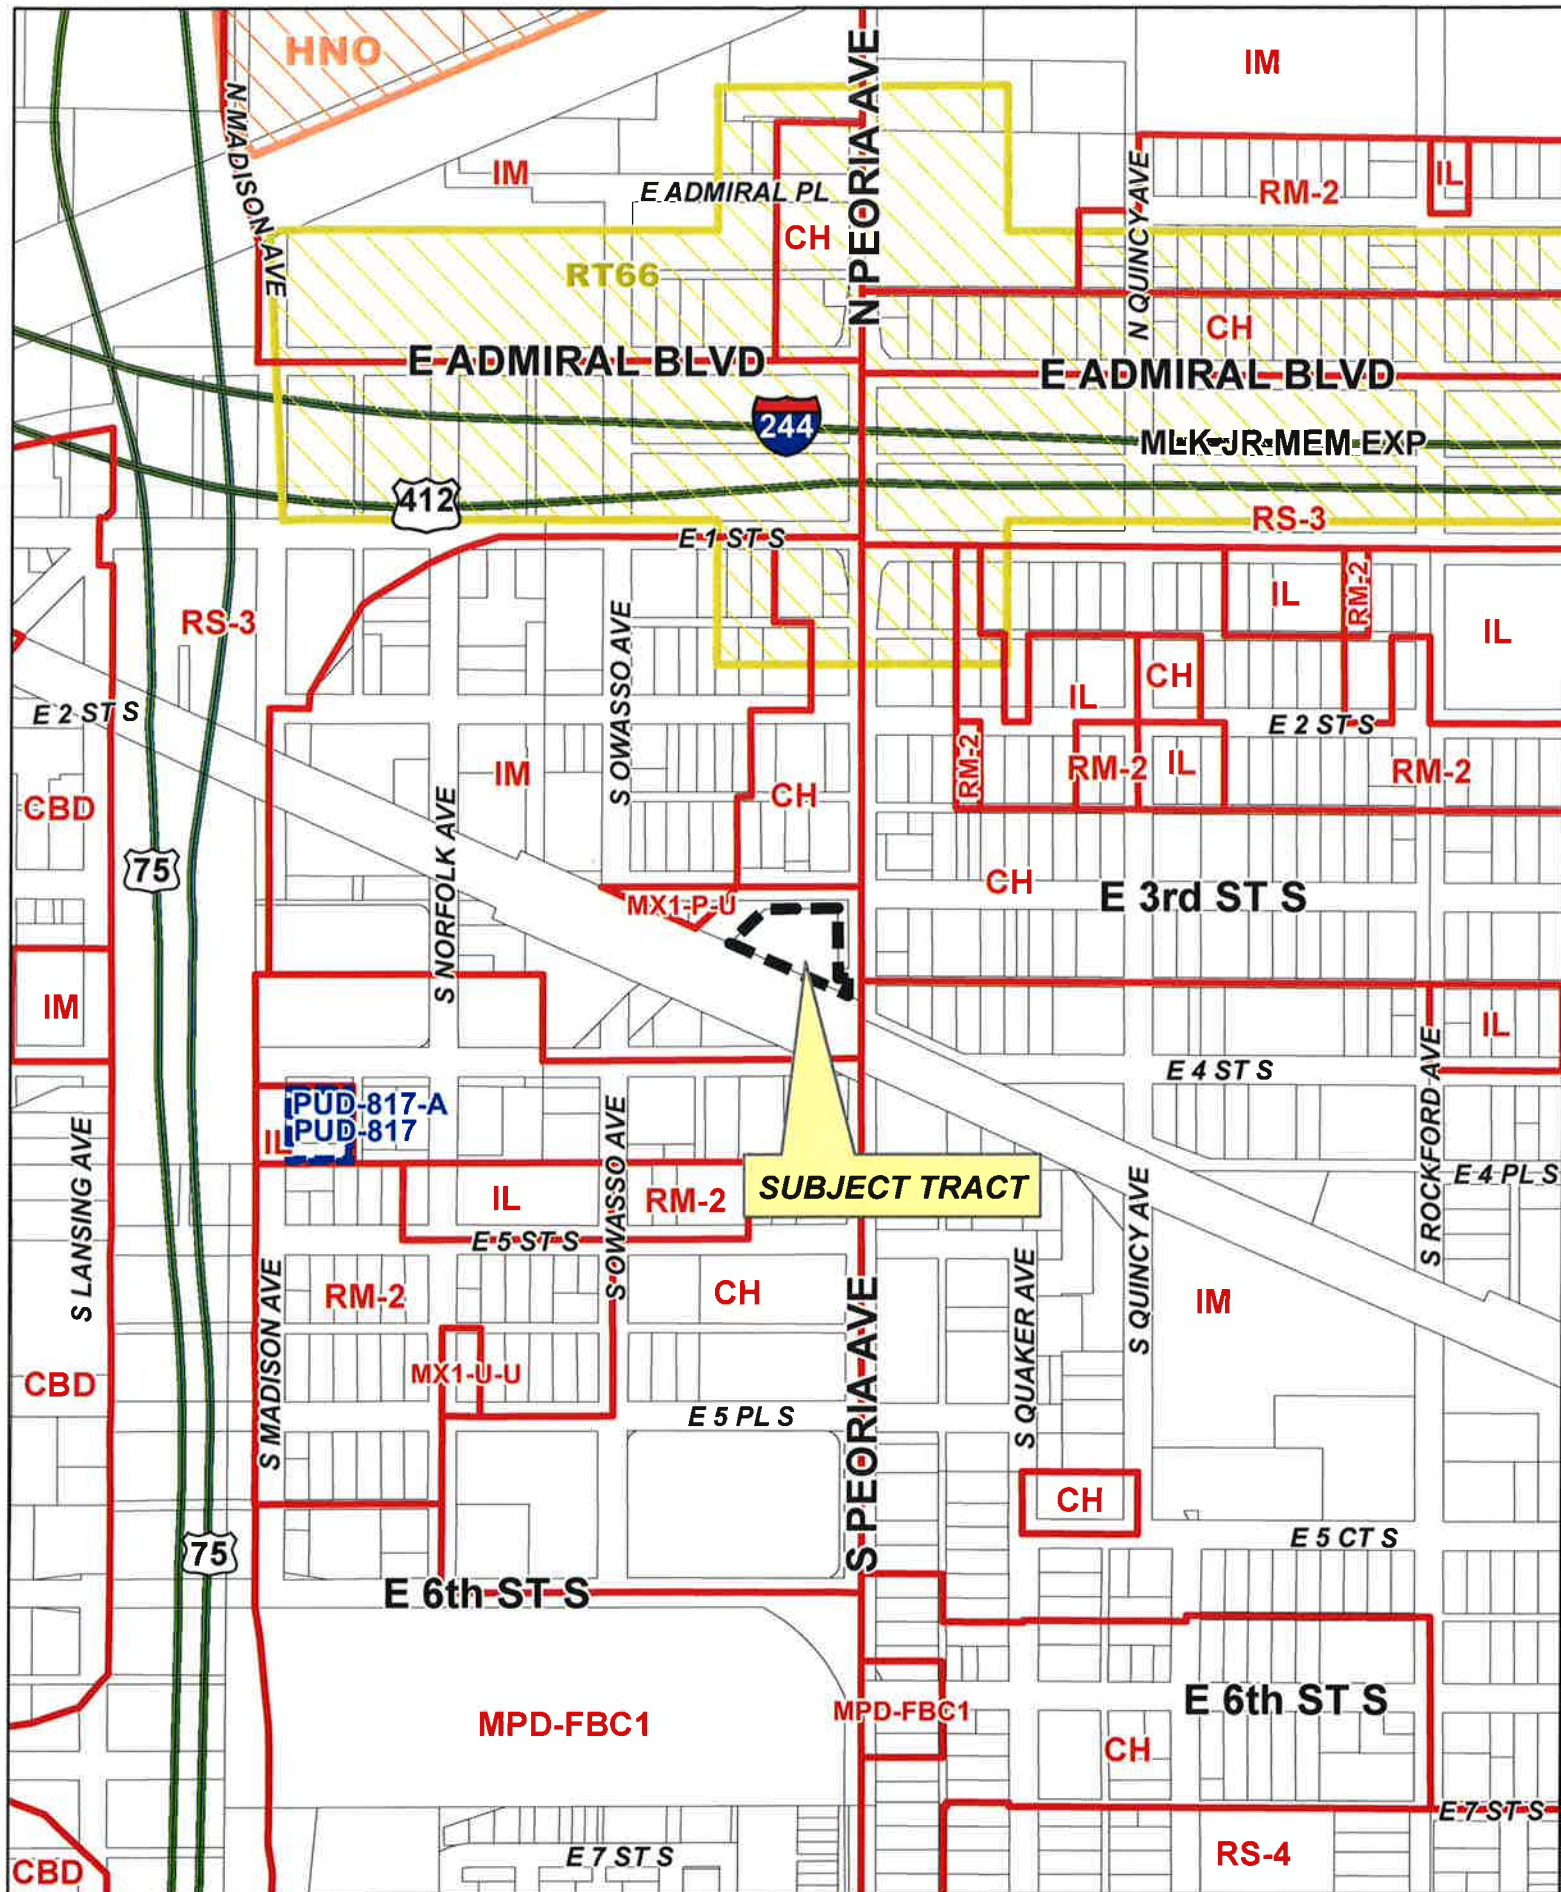 HNO
IM
N MADISON AVE
N PEORIA AVE
IM
E ADMIRAL PL
N QUINCY AVE
RM-2
IL
CH
RT66
CH
E ADMIRAL BLVD
E ADMIRAL BLVD
244
MLK JR MEM EXP
412
RS-3
E 1 ST S
RS-3
S OWASSO AVE
IL
RM-2
IL
CH
IL
E 2 ST S
E 2 ST S
IM
CH
RM-2
RM-2
IL
RM-2
CBD
75
S NORFOLK AVE
CH
E 3rd ST S
MX1-P-U
IM
IL
E 4 ST S
S ROCKFORD AVE
PUD-817-A
PUD-817
IL
S LANSING AVE
S OWASSO AVE
E 4 PL S
SUBJECT TRACT
IL
RM-2
E 5 ST S
S QUINCY AVE
RM-2
CH
IM
S MADISON AVE
S PEORIA AVE
S QUAKER AVE
MX1-U-U
CBD
E 5 PL S
CH
E 5 CT S
75
E 6th ST S
E 6th ST S
MPD-FBC1
MPD-FBC1
CH
E 7 ST S
E 7 ST S
RS-4
CBD